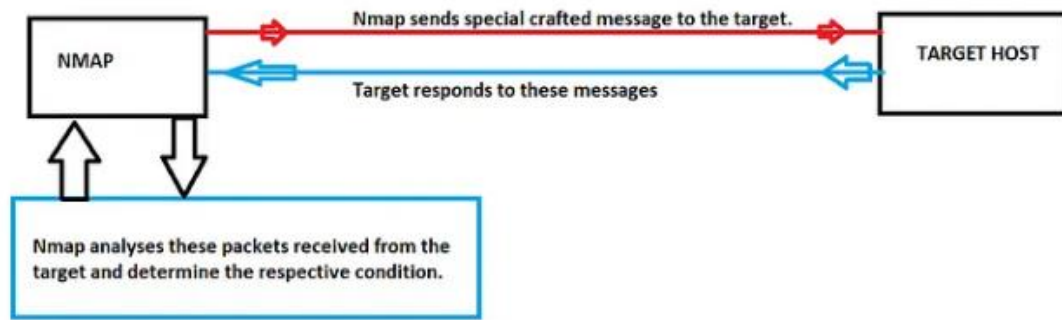 Nmap sends special crafted message to the target.
NMAP
TARGET HOST
Target responds to these messages
Nmap analyses these packets received from the
target and determine the respective condition.